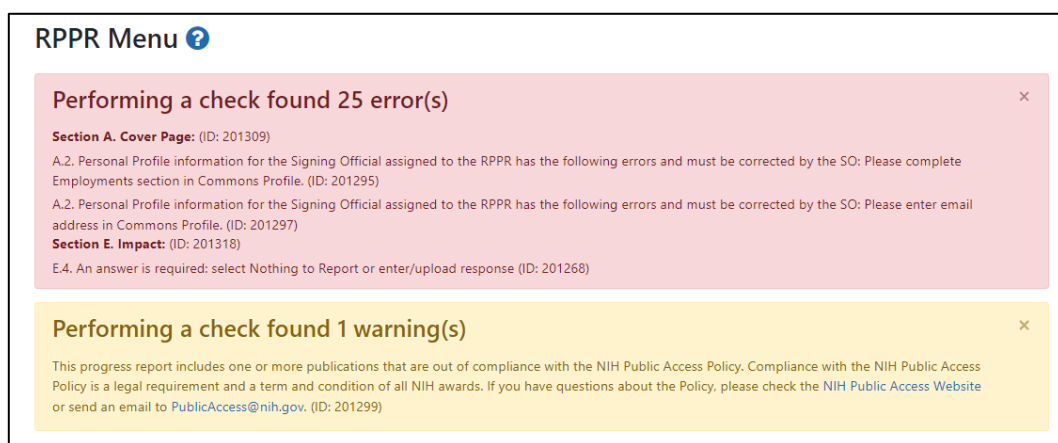 RPPR Menu ?
Performing a check found 25 error(s) ×
Section A. Cover Page: (ID: 201309)
A.2. Personal Profile information for the Signing Official assigned to the RPPR has the following errors and must be corrected by the SO: Please complete
Employments section in Commons Profile. (ID: 201295)
A.2. Personal Profile information for the Signing Official assigned to the RPPR has the following errors and must be corrected by the SO: Please enter email
address in Commons Profile. (ID: 201297)
Section E. Impact: (ID: 201318)
E.4. An answer is required: select Nothing to Report or enter/upload response (ID: 201268)
Performing a check found 1 warning(s) ×
This progress report includes one or more publications that are out of compliance with the NIH Public Access Policy. Compliance with the NIH Public Access
Policy is a legal requirement and a term and condition of all NIH awards. If you have questions about the Policy, please check the NIH Public Access Website
or send an email to PublicAccess@nih.gov. (ID: 201299)